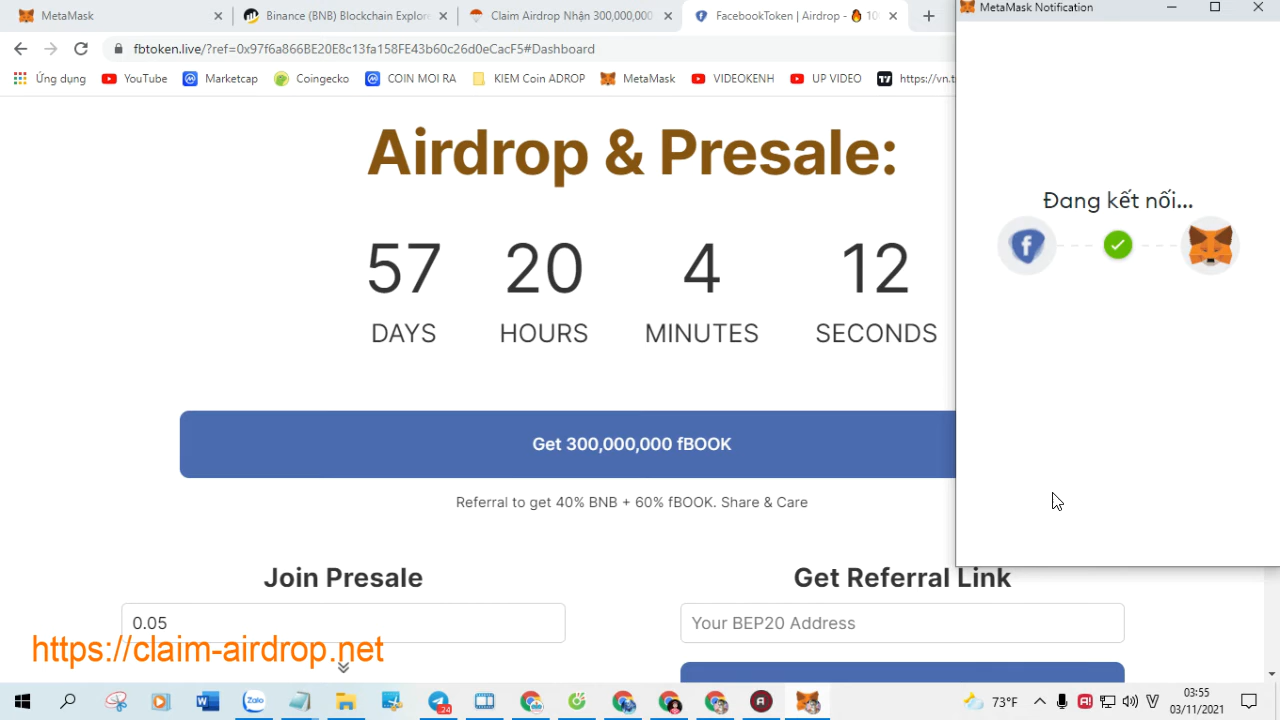 MetaMask
Binance (BNB) Blockchain Explore
Claim Airdrop Nhận 300,000,000
FacebookToken | Airdrop - 🔥 10
MetaMask Notification
fbtoken.live/?ref=0x97f6a866BE20E8c13fa158FE43b60c26d0eCacF5#Dashboard
Ứng dụng
YouTube
Marketcap
Coingecko
COIN MOI RA
KIEM Coin ADROP
MetaMask
VIDEOKENH
UP VIDEO
https://vn.t
Airdrop & Presale:
57 20 4 12
DAYS HOURS MINUTES SECONDS
Đang kết nối...
Get 300,000,000 fBOOK
Referral to get 40% BNB + 60% fBOOK. Share & Care
Join Presale
Get Referral Link
0.05
Your BEP20 Address
https://claim-airdrop.net
Zalo
24
73°F
03:55
03/11/2021